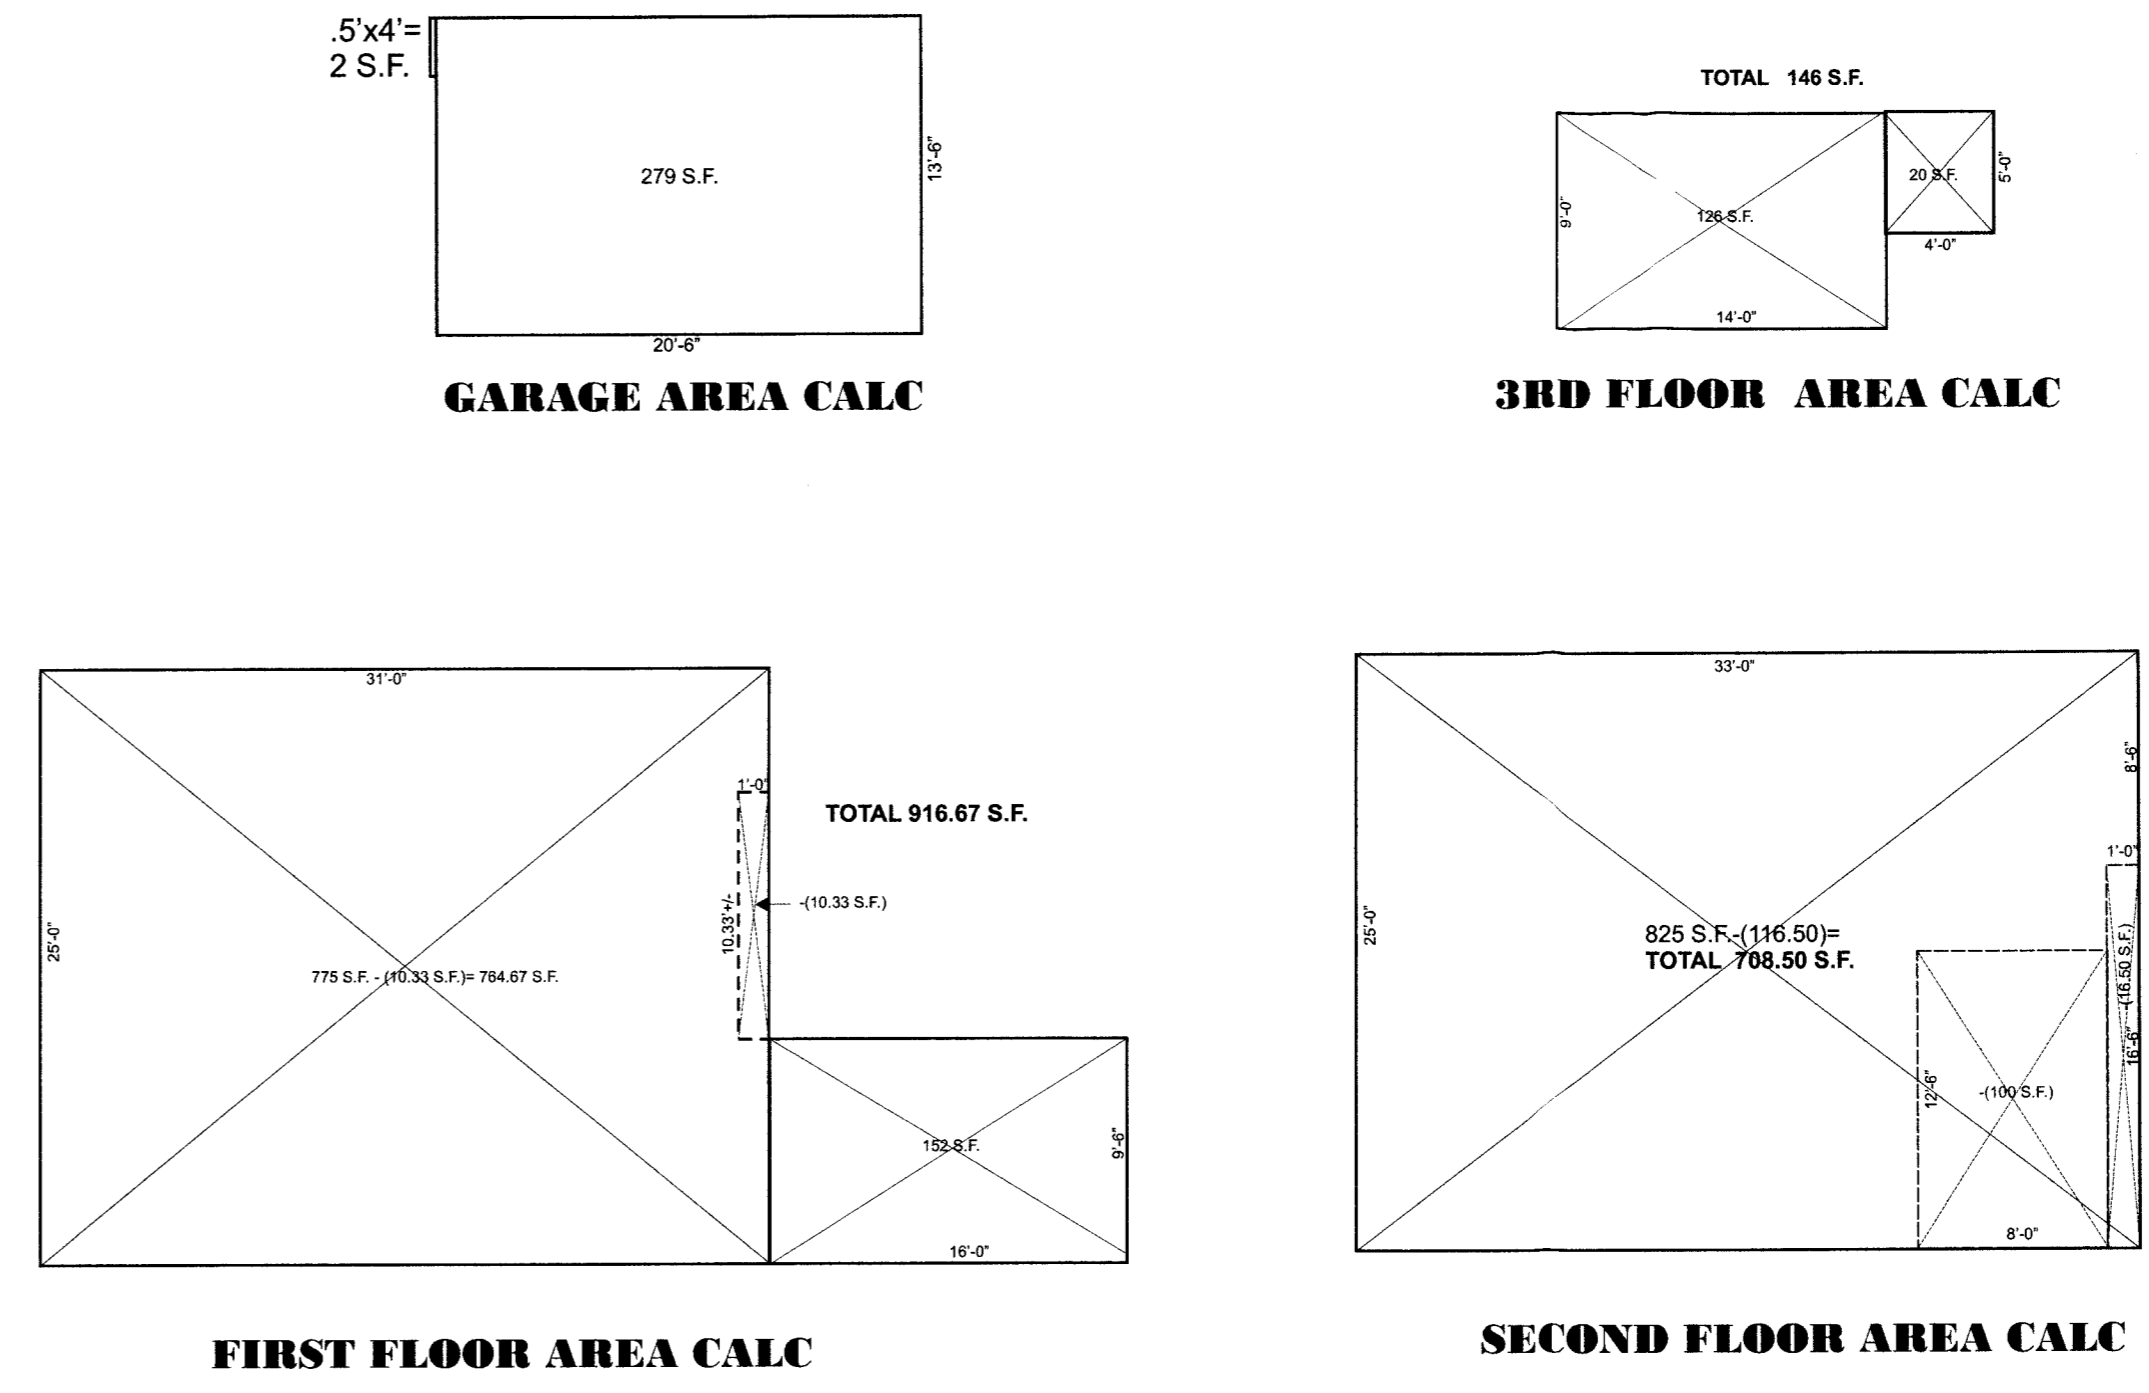 .5'x4'=
2 S.F.
279 S.F.
13'-6"
20'-6"
GARAGE AREA CALC
TOTAL 146 S.F.
9'-0"
126 S.F.
14'-0"
20 S.F.
5'-0"
4'-0"
3RD FLOOR AREA CALC
31'-0"
25'-0"
775 S.F. - (10.33 S.F.)= 764.67 S.F.
1'-0"
10.33'+/-
TOTAL 916.67 S.F.
-(10.33 S.F.)
152 S.F.
9'-6"
16'-0"
FIRST FLOOR AREA CALC
33'-0"
25'-0"
8'-6"
1'-0"
825 S.F.-(116.50)=
TOTAL 708.50 S.F.
-(16.50 S.F.)
16'-6"
12'-6"
-(100 S.F.)
8'-0"
SECOND FLOOR AREA CALC